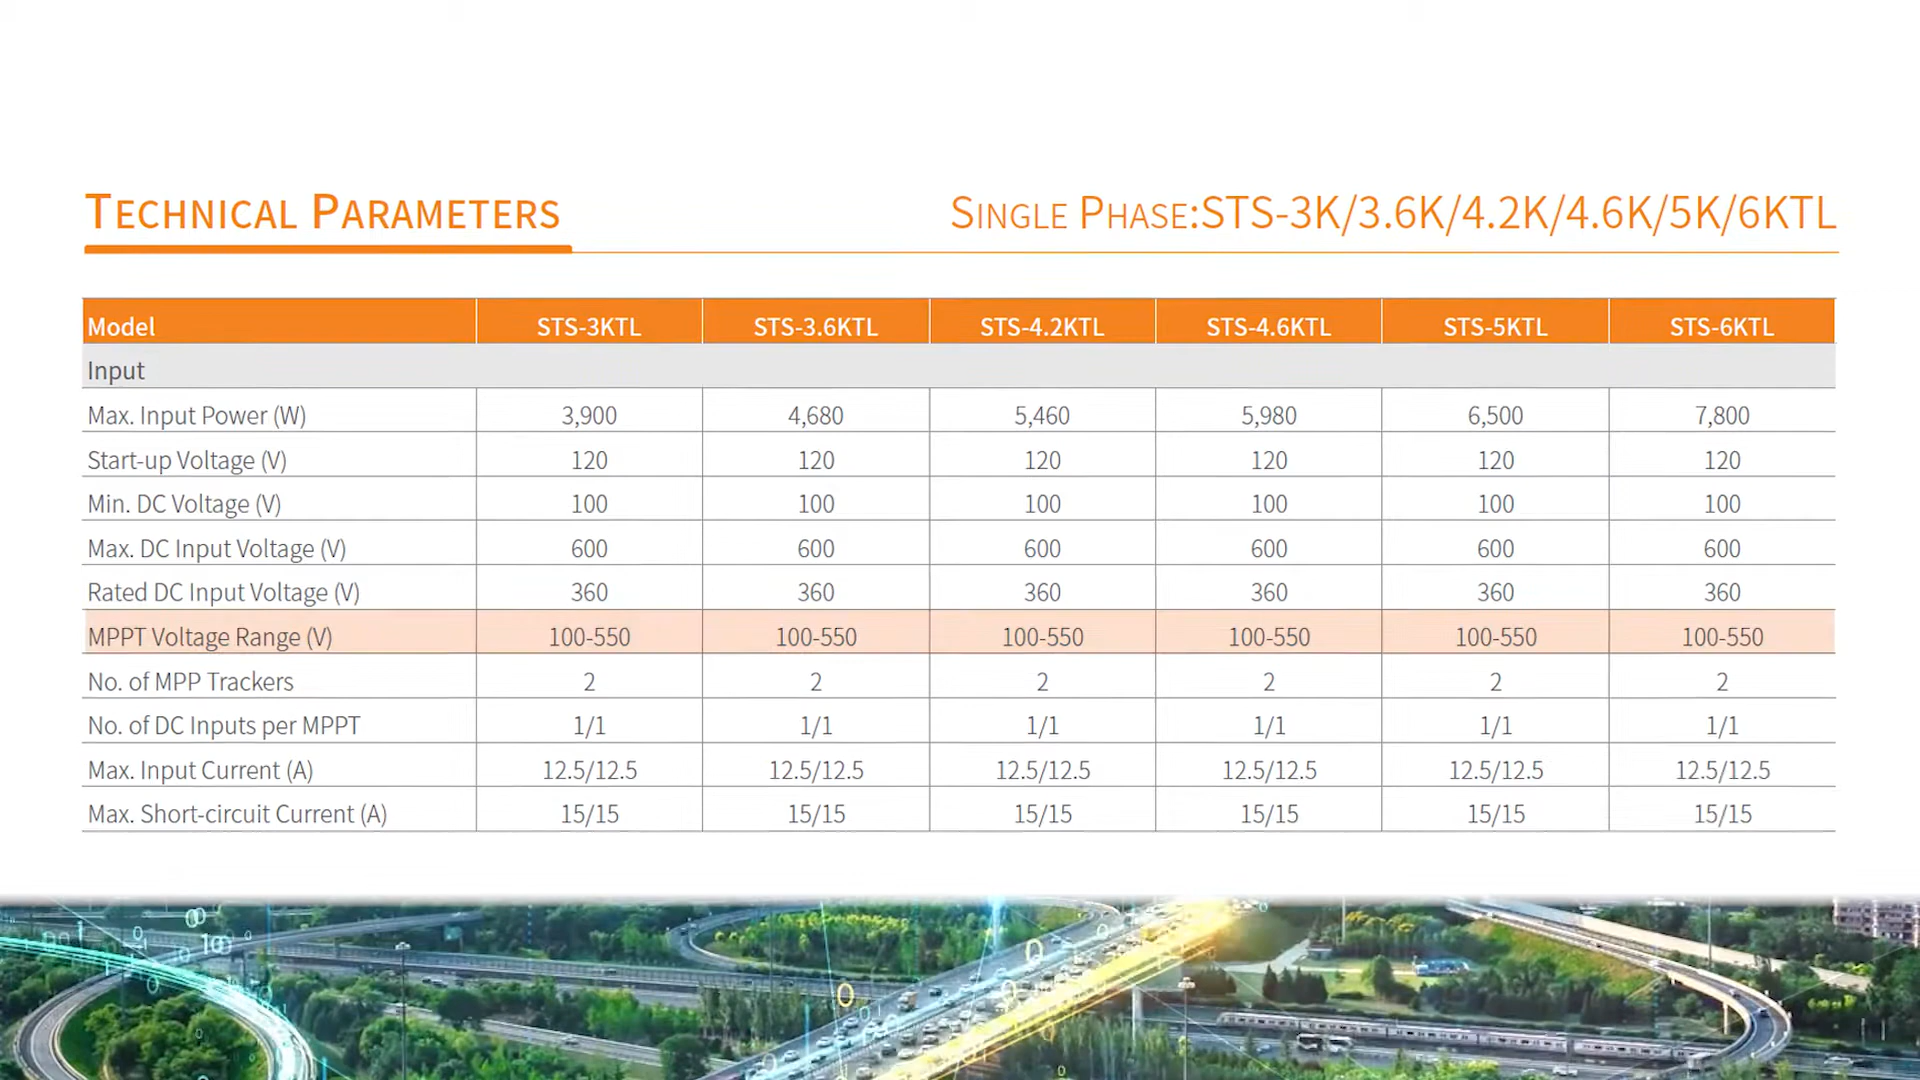 TECHNICAL PARAMETERS
SINGLE PHASE:STS-3K/3.6K/4.2K/4.6K/5K/6KTL
Model STS-3KTL STS-3.6KTL STS-4.2KTL STS-4.6KTL STS-5KTL STS-6KTL
Input
Max. Input Power (W) 3,900 4,680 5,460 5,980 6,500 7,800
Start-up Voltage (V) 120 120 120 120 120 120
Min. DC Voltage (V) 100 100 100 100 100 100
Max. DC Input Voltage (V) 600 600 600 600 600 600
Rated DC Input Voltage (V) 360 360 360 360 360 360
MPPT Voltage Range (V) 100-550 100-550 100-550 100-550 100-550 100-550
No. of MPP Trackers 2 2 2 2 2 2
No. of DC Inputs per MPPT 1/1 1/1 1/1 1/1 1/1 1/1
Max. Input Current (A) 12.5/12.5 12.5/12.5 12.5/12.5 12.5/12.5 12.5/12.5 12.5/12.5
Max. Short-circuit Current (A) 15/15 15/15 15/15 15/15 15/15 15/15